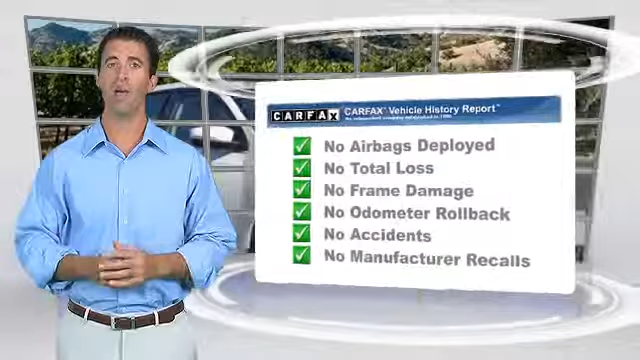 CARFAX CARFAX™ Vehicle History Report™
No Airbags Deployed
No Total Loss
No Frame Damage
No Odometer Rollback
No Accidents
No Manufacturer Recalls